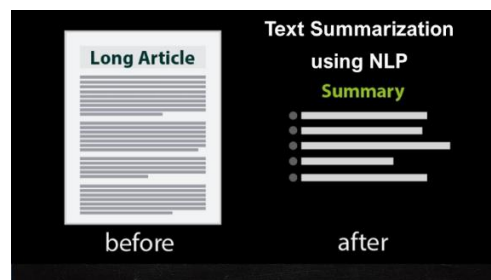 Long Article
before
Text Summarization
using NLP
Summary
after